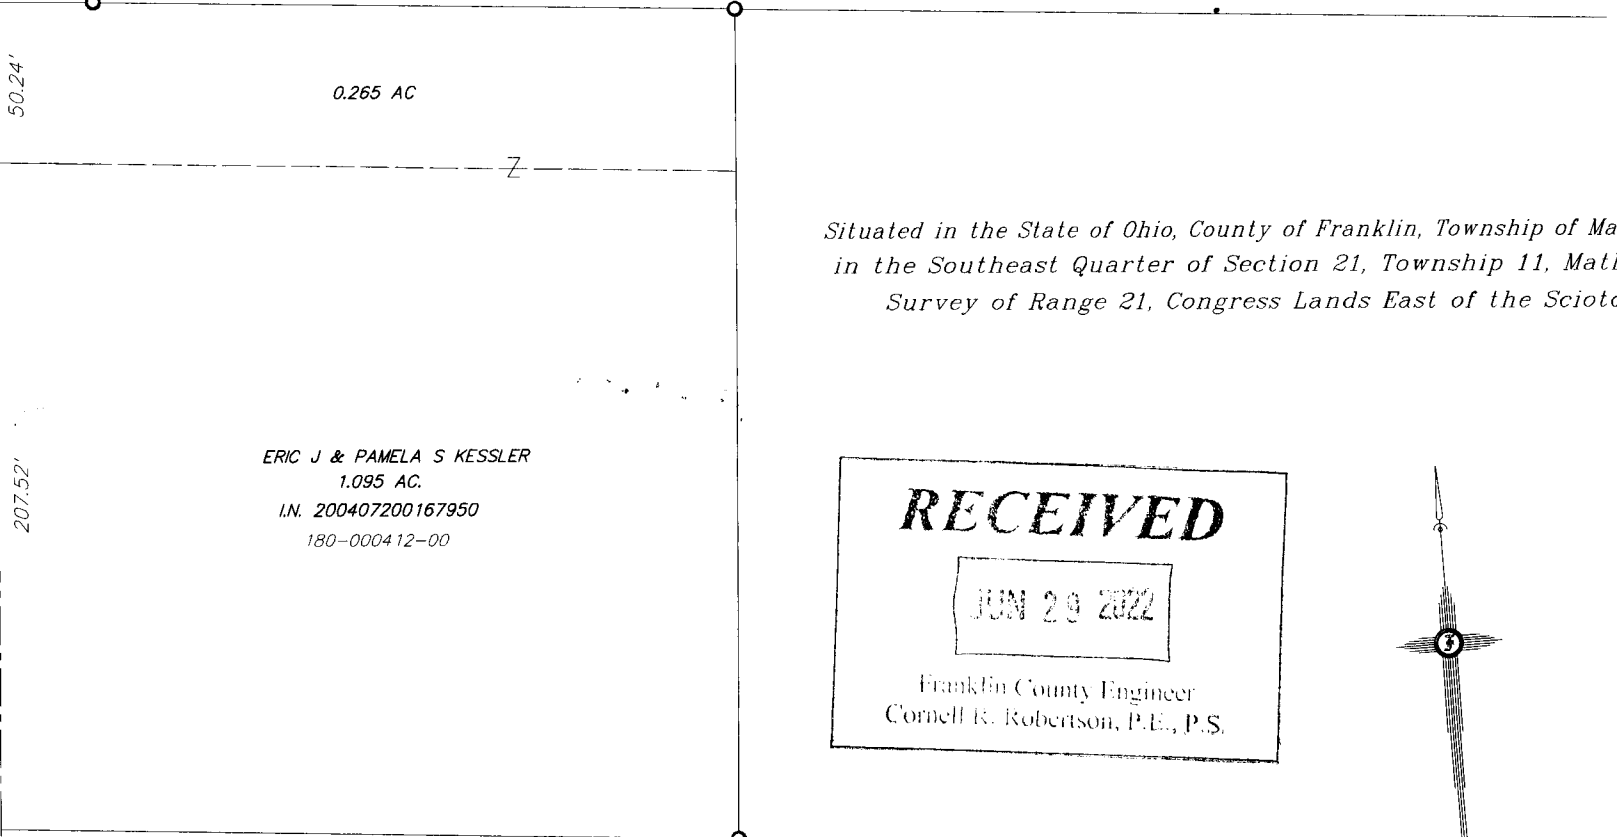 50.24'
0.265 AC
Z
Situated in the State of Ohio, County of Franklin, Township of Ma
in the Southeast Quarter of Section 21, Township 11, Mat
Survey of Range 21, Congress Lands East of the Scioto
207.52'
ERIC J & PAMELA S KESSLER
1.095 AC.
I.N. 200407200167950
180-000412-00
RECEIVED
JUN 29 2022
Franklin County Engineer
Cornell R. Robertson, P.E., P.S.